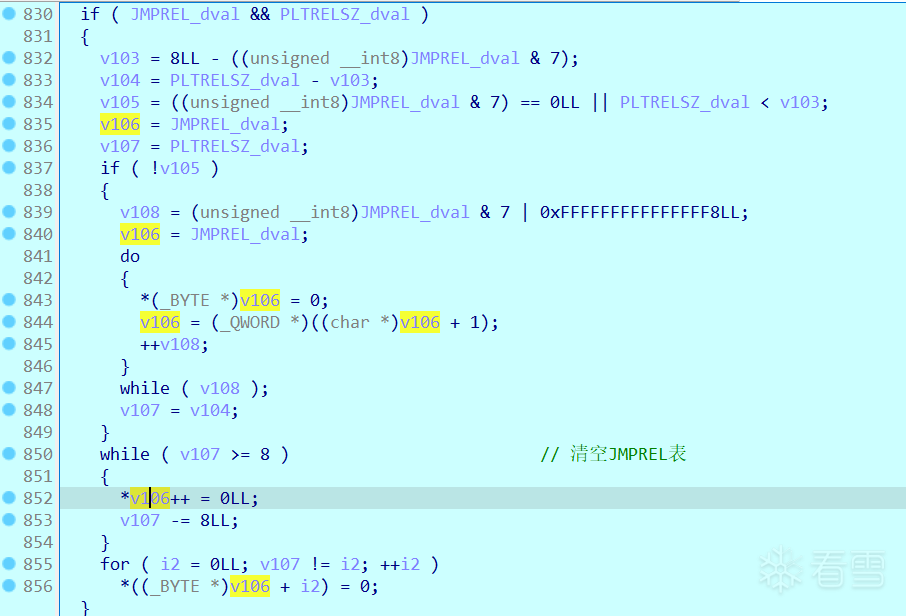 830 if ( JMPREL_dval && PLTRELSZ_dval )
831 {
832 v103 = 8LL - ((unsigned __int8)JMPREL_dval & 7);
833 v104 = PLTRELSZ_dval - v103;
834 v105 = ((unsigned __int8)JMPREL_dval & 7) == 0LL || PLTRELSZ_dval < v103;
835 v106 = JMPREL_dval;
836 v107 = PLTRELSZ_dval;
837 if ( !v105 )
838 {
839 v108 = (unsigned __int8)JMPREL_dval & 7 | 0xFFFFFFFFFFFFFFF8LL;
840 v106 = JMPREL_dval;
841 do
842 {
843 *(_BYTE *)v106 = 0;
844 v106 = (_QWORD *)((char *)v106 + 1);
845 ++v108;
846 }
847 while ( v108 );
848 v107 = v104;
849 }
850 while ( v107 >= 8 ) // 清空JMPREL表
851 {
852 *v106++ = 0LL;
853 v107 -= 8LL;
854 }
855 for ( i2 = 0LL; v107 != i2; ++i2 )
856 *((_BYTE *)v106 + i2) = 0;
}
看雪